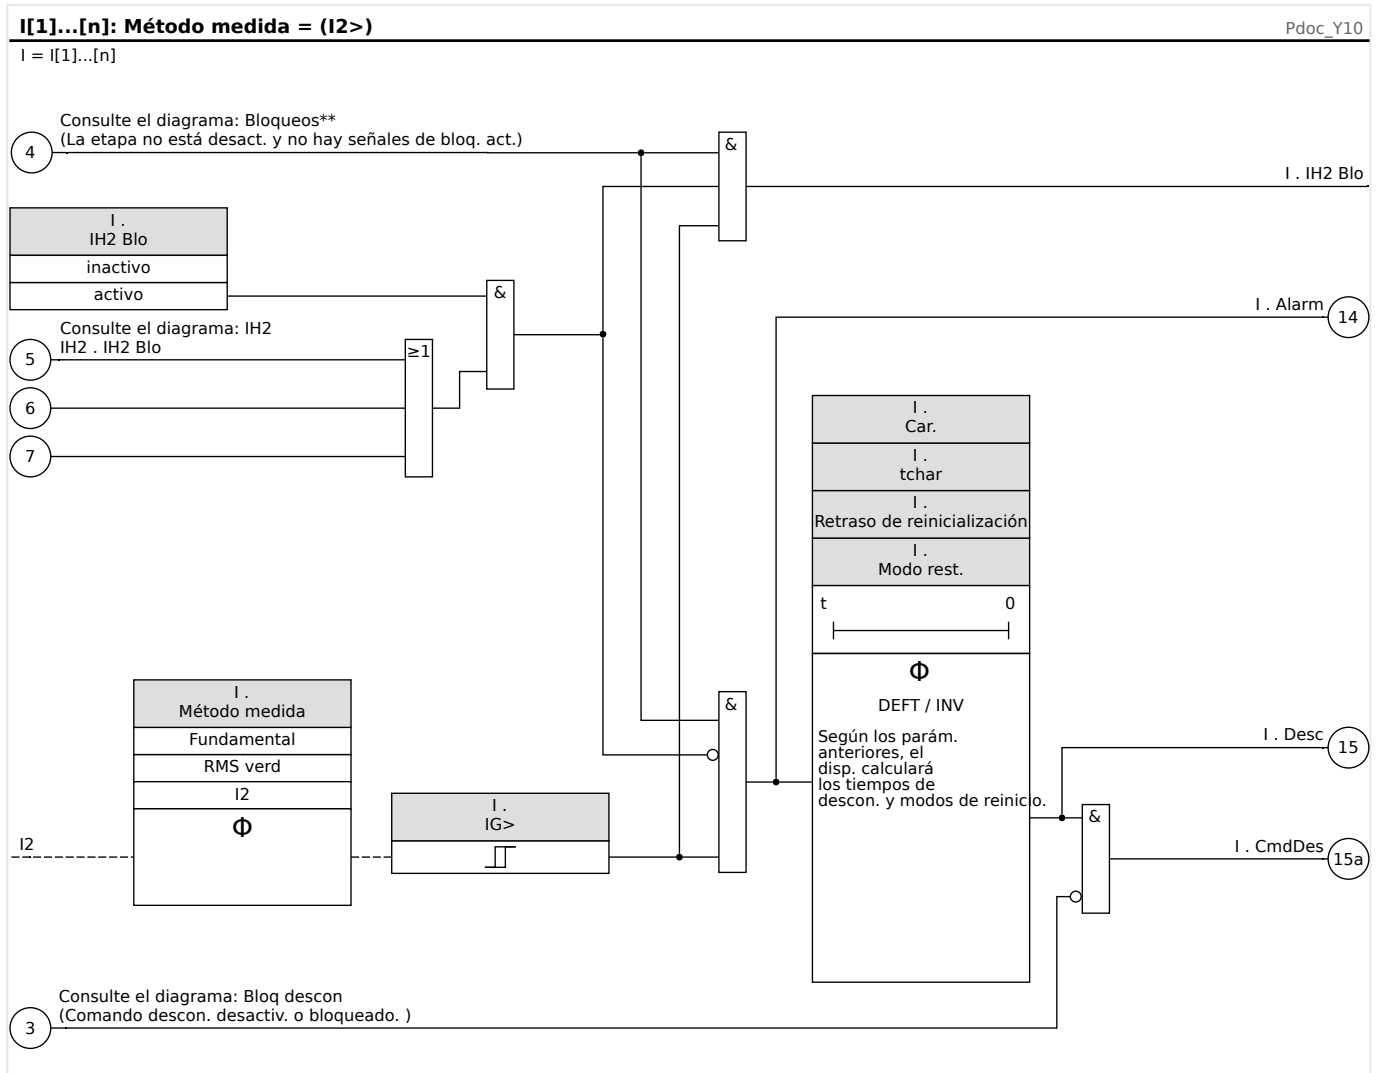 I[1]...[n]: Método medida = (I2>)
Pdoc_Y10
I = I[1]...[n]
Consulte el diagrama: Bloqueos**
(La etapa no está desact. y no hay señales de bloq. act.)
4
&
I . IH2 Blo
I .
IH2 Blo
inactivo
activo
&
I . Alarm
14
Consulte el diagrama: IH2
IH2 . IH2 Blo
5
≥1
6
7
I .
Car.
I .
tchar
I .
Retraso de reinicialización
I .
Modo rest.
t
0
Φ
DEFT / INV
Según los parám.
anteriores, el
disp. calculará
los tiempos de
descon. y modos de reinicio.
I .
Método medida
Fundamental
RMS verd
I2
Φ
I2
I .
IG>
&
I . Desc
15
&
I . CmdDes
15a
Consulte el diagrama: Bloq descon
(Comando descon. desactiv. o bloqueado. )
3